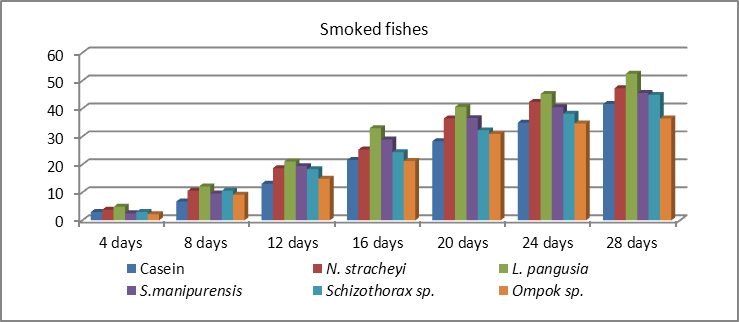 Smoked fishes
60
50
40
30
20
10
0
4 days 8 days 12 days 16 days 20 days 24 days 28 days
Casein N. stracheyi L. pangusia
S.manipurensis Schizothorax sp. Ompok sp.